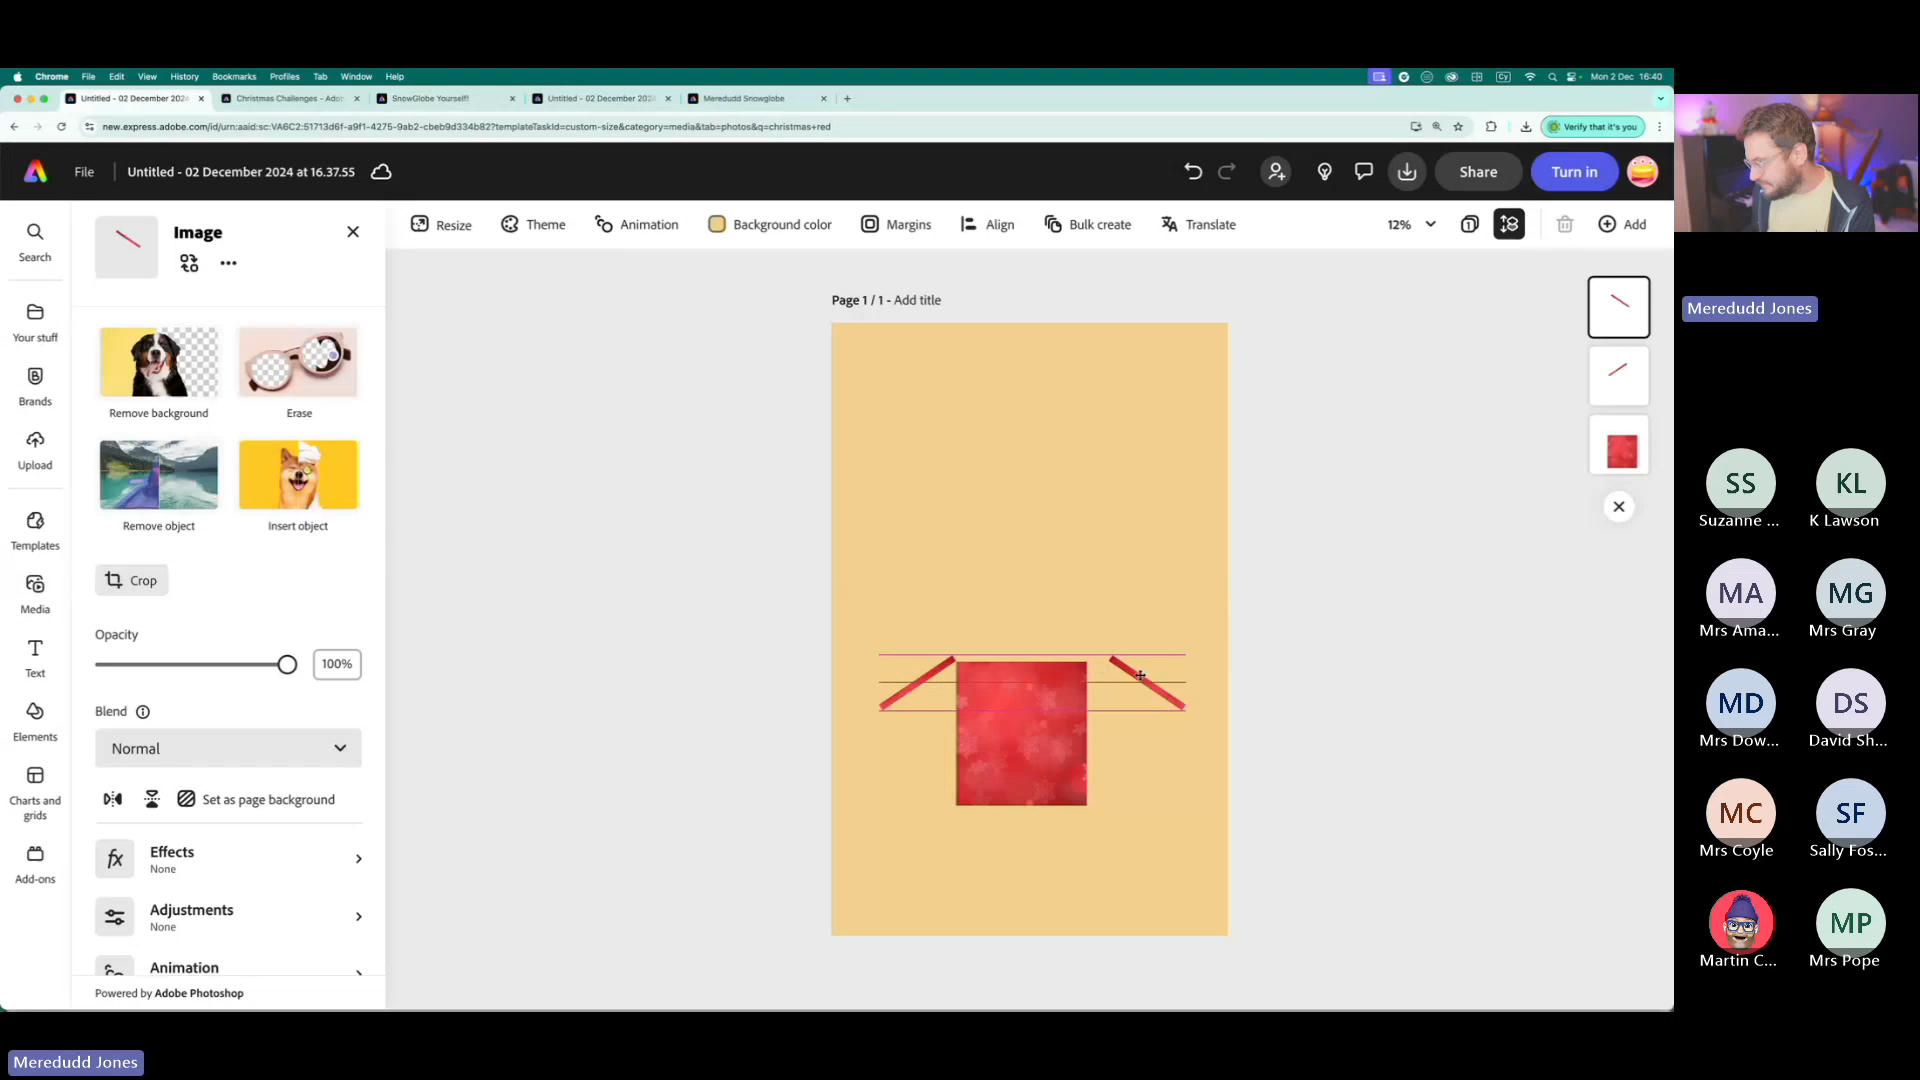 Chrome File Edit View History Bookmarks Profiles Tab Window Help
Cy Mon 2 Dec 16:40
Untitled - 02 December 2024
Christmas Challenges - Adob
SnowGlobe Yourself!
Untitled - 02 December 202
Meredudd Snowglobe
new.express.adobe.com/id/urn:aaid:sc:VA6C2:51713d6f-a9f1-4275-9ab2-cbeb9d334b82?templateTaskId=custom-size&category=media&tab=photos&q=christmas+red
Verify that it's you
File
Untitled - 02 December 2024 at 16.37.55
Share
Turn in
Search
Your stuff
Brands
Upload
Templates
Media
Text
Elements
Charts and
grids
Add-ons
Image
Remove background
Erase
Remove object
Insert object
Crop
Opacity
100%
Blend
Normal
Set as page background
fx
Effects
None
Adjustments
None
Animation
Powered by Adobe Photoshop
Resize
Theme
Animation
Background color
Margins
Align
Bulk create
Translate
12%
1
Add
Page 1 / 1 - Add title
Meredudd Jones
SS
Suzanne ...
KL
K Lawson
MA
Mrs Ama...
MG
Mrs Gray
MD
Mrs Dow...
DS
David Sh...
MC
Mrs Coyle
SF
Sally Fos...
Martin C...
MP
Mrs Pope
Meredudd Jones